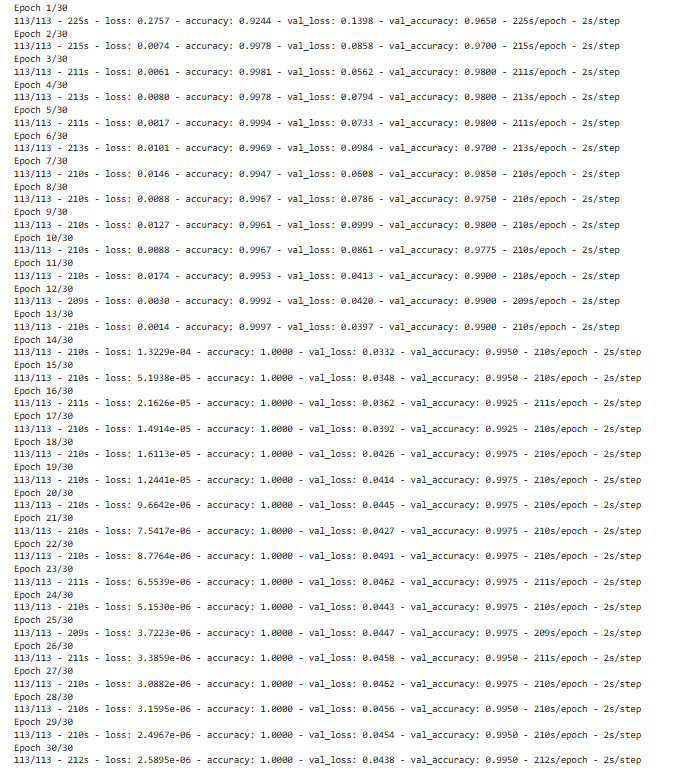 Epoch 1/30
113/113 - 225s - loss: 0.2757 - accuracy: 0.9244 - val_loss: 0.1398 - val_accuracy: 0.9650 - 225s/epoch - 2s/step
Epoch 2/30
113/113 - 215s - loss: 0.0074 - accuracy: 0.9978 - val_loss: 0.0858 - val_accuracy: 0.9700 - 215s/epoch - 2s/step
Epoch 3/30
113/113 - 211s - loss: 0.0061 - accuracy: 0.9981 - val_loss: 0.0562 - val_accuracy: 0.9800 - 211s/epoch - 2s/step
Epoch 4/30
113/113 - 213s - loss: 0.0080 - accuracy: 0.9978 - val_loss: 0.0794 - val_accuracy: 0.9800 - 213s/epoch - 2s/step
Epoch 5/30
113/113 - 211s - loss: 0.0017 - accuracy: 0.9994 - val_loss: 0.0733 - val_accuracy: 0.9800 - 211s/epoch - 2s/step
Epoch 6/30
113/113 - 213s - loss: 0.0101 - accuracy: 0.9969 - val_loss: 0.0984 - val_accuracy: 0.9700 - 213s/epoch - 2s/step
Epoch 7/30
113/113 - 210s - loss: 0.0146 - accuracy: 0.9947 - val_loss: 0.0608 - val_accuracy: 0.9850 - 210s/epoch - 2s/step
Epoch 8/30
113/113 - 210s - loss: 0.0088 - accuracy: 0.9967 - val_loss: 0.0786 - val_accuracy: 0.9750 - 210s/epoch - 2s/step
Epoch 9/30
113/113 - 210s - loss: 0.0127 - accuracy: 0.9961 - val_loss: 0.0999 - val_accuracy: 0.9800 - 210s/epoch - 2s/step
Epoch 10/30
113/113 - 210s - loss: 0.0088 - accuracy: 0.9967 - val_loss: 0.0861 - val_accuracy: 0.9775 - 210s/epoch - 2s/step
Epoch 11/30
113/113 - 210s - loss: 0.0174 - accuracy: 0.9953 - val_loss: 0.0413 - val_accuracy: 0.9900 - 210s/epoch - 2s/step
Epoch 12/30
113/113 - 209s - loss: 0.0030 - accuracy: 0.9992 - val_loss: 0.0420 - val_accuracy: 0.9900 - 209s/epoch - 2s/step
Epoch 13/30
113/113 - 210s - loss: 0.0014 - accuracy: 0.9997 - val_loss: 0.0397 - val_accuracy: 0.9900 - 210s/epoch - 2s/step
Epoch 14/30
113/113 - 210s - loss: 1.3229e-04 - accuracy: 1.0000 - val_loss: 0.0332 - val_accuracy: 0.9950 - 210s/epoch - 2s/step
Epoch 15/30
113/113 - 210s - loss: 5.1938e-05 - accuracy: 1.0000 - val_loss: 0.0348 - val_accuracy: 0.9950 - 210s/epoch - 2s/step
Epoch 16/30
113/113 - 211s - loss: 2.1626e-05 - accuracy: 1.0000 - val_loss: 0.0362 - val_accuracy: 0.9925 - 211s/epoch - 2s/step
Epoch 17/30
113/113 - 210s - loss: 1.4914e-05 - accuracy: 1.0000 - val_loss: 0.0392 - val_accuracy: 0.9925 - 210s/epoch - 2s/step
Epoch 18/30
113/113 - 210s - loss: 1.6113e-05 - accuracy: 1.0000 - val_loss: 0.0426 - val_accuracy: 0.9975 - 210s/epoch - 2s/step
Epoch 19/30
113/113 - 210s - loss: 1.2441e-05 - accuracy: 1.0000 - val_loss: 0.0414 - val_accuracy: 0.9975 - 210s/epoch - 2s/step
Epoch 20/30
113/113 - 210s - loss: 9.6642e-06 - accuracy: 1.0000 - val_loss: 0.0445 - val_accuracy: 0.9975 - 210s/epoch - 2s/step
Epoch 21/30
113/113 - 210s - loss: 7.5417e-06 - accuracy: 1.0000 - val_loss: 0.0427 - val_accuracy: 0.9975 - 210s/epoch - 2s/step
Epoch 22/30
113/113 - 210s - loss: 8.7764e-06 - accuracy: 1.0000 - val_loss: 0.0491 - val_accuracy: 0.9975 - 210s/epoch - 2s/step
Epoch 23/30
113/113 - 211s - loss: 6.5539e-06 - accuracy: 1.0000 - val_loss: 0.0462 - val_accuracy: 0.9975 - 211s/epoch - 2s/step
Epoch 24/30
113/113 - 210s - loss: 5.1530e-06 - accuracy: 1.0000 - val_loss: 0.0443 - val_accuracy: 0.9975 - 210s/epoch - 2s/step
Epoch 25/30
113/113 - 209s - loss: 3.7223e-06 - accuracy: 1.0000 - val_loss: 0.0447 - val_accuracy: 0.9975 - 209s/epoch - 2s/step
Epoch 26/30
113/113 - 211s - loss: 3.3859e-06 - accuracy: 1.0000 - val_loss: 0.0458 - val_accuracy: 0.9950 - 211s/epoch - 2s/step
Epoch 27/30
113/113 - 210s - loss: 3.0882e-06 - accuracy: 1.0000 - val_loss: 0.0462 - val_accuracy: 0.9975 - 210s/epoch - 2s/step
Epoch 28/30
113/113 - 210s - loss: 3.1595e-06 - accuracy: 1.0000 - val_loss: 0.0456 - val_accuracy: 0.9950 - 210s/epoch - 2s/step
Epoch 29/30
113/113 - 210s - loss: 2.4967e-06 - accuracy: 1.0000 - val_loss: 0.0454 - val_accuracy: 0.9950 - 210s/epoch - 2s/step
Epoch 30/30
113/113 - 212s - loss: 2.5895e-06 - accuracy: 1.0000 - val_loss: 0.0438 - val_accuracy: 0.9950 - 212s/epoch - 2s/step